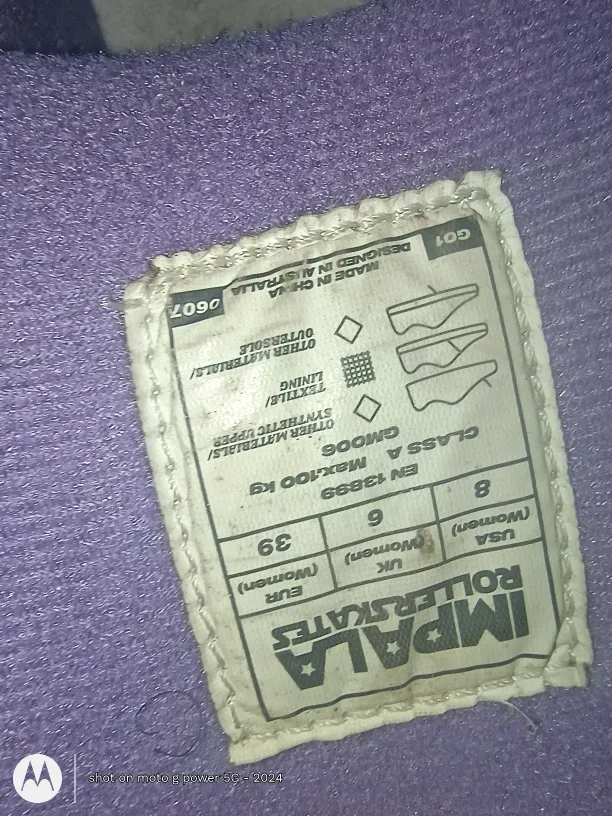 IMPALA
ROLLERSKATES
USA (Women) UK (Women) EUR (Women)
8 6 39
EN 13899
CLASS A Max.100 kg
GM006
OTHER MATERIALS/
SYNTHETIC UPPER
TEXTILE/
LINING
OTHER MATERIALS/
OUTERSOLE
MADE IN CHINA
DESIGNED IN AUSTRALIA
G01 0607
shot on moto g power 5G - 2024